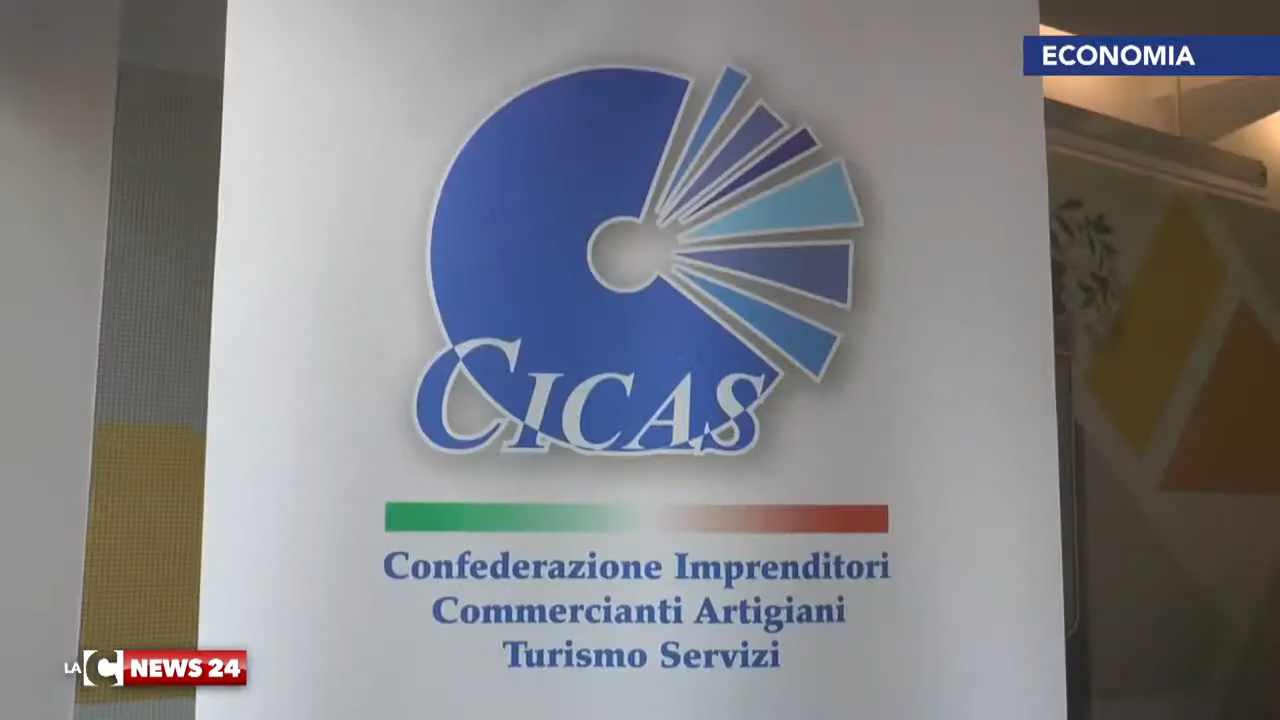 ECONOMIA
CICAS
Confederazione Imprenditori
Commercianti Artigiani
Turismo Servizi
LA C NEWS 24